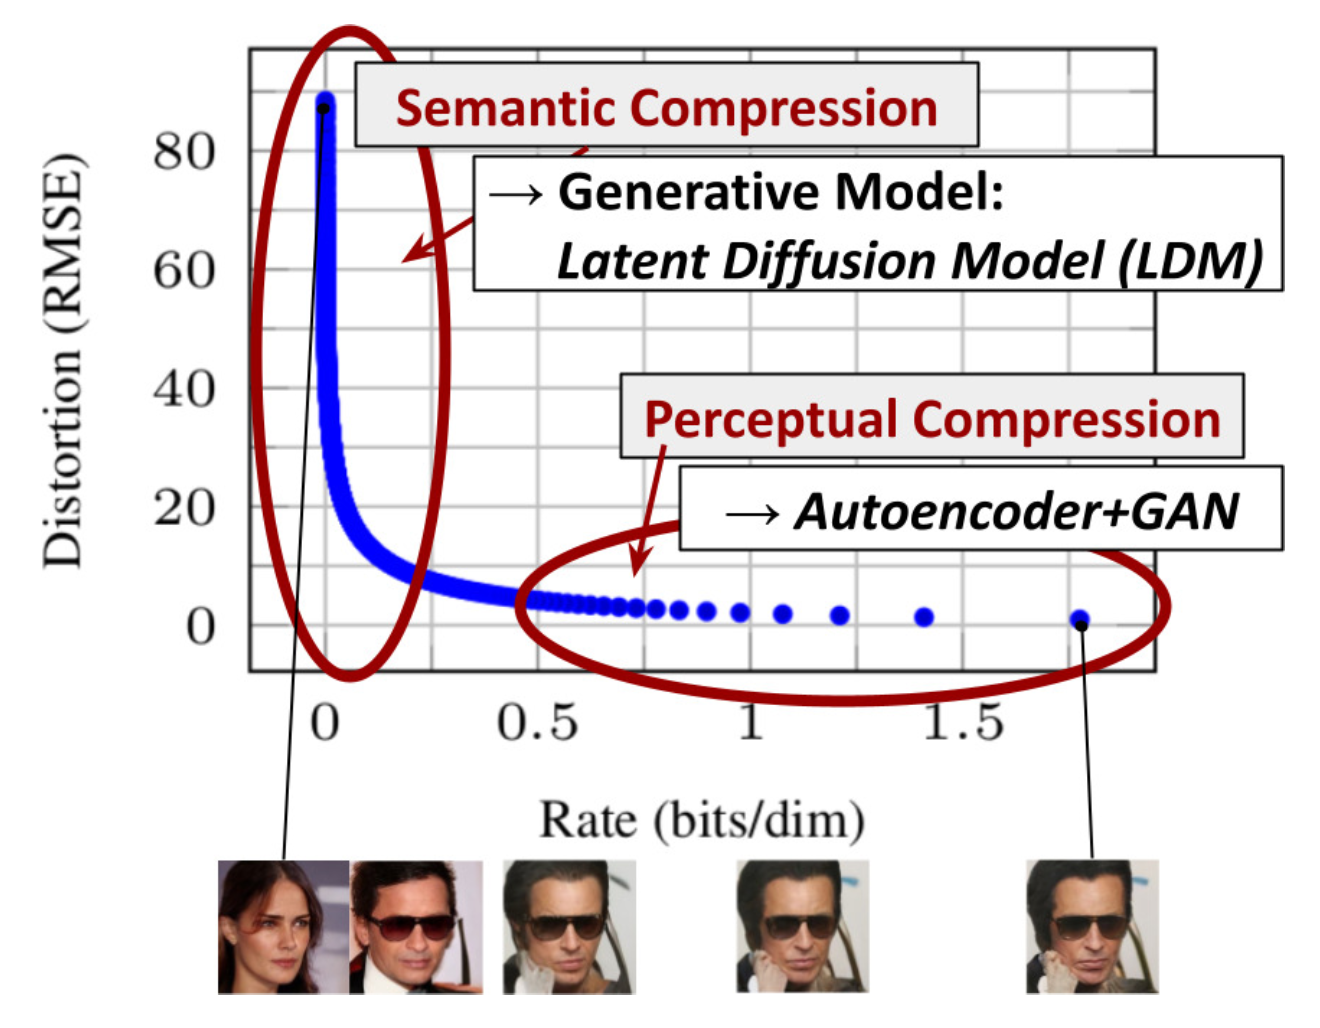 Semantic Compression
→ Generative Model:
Latent Diffusion Model (LDM)
Perceptual Compression
→ Autoencoder+GAN
Distortion (RMSE)
80
60
40
20
0
0 0.5 1 1.5
Rate (bits/dim)